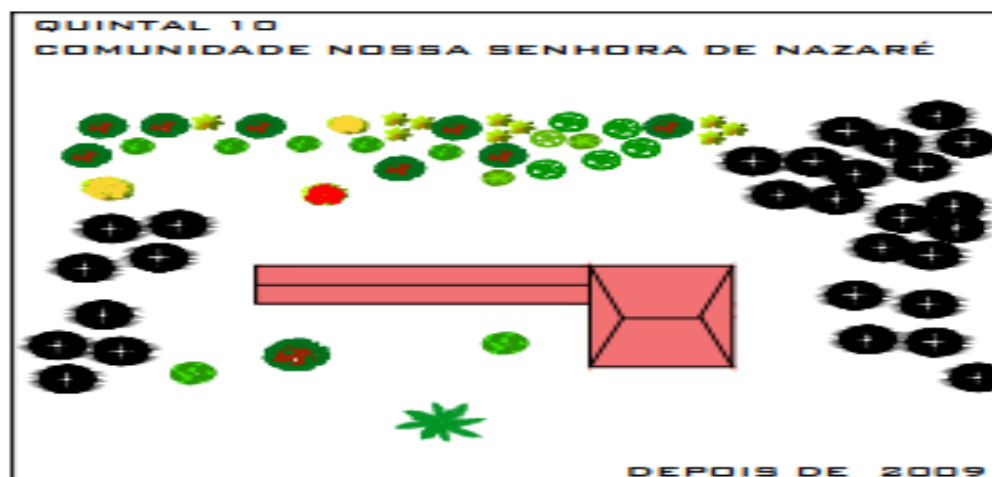 QUINTAL 10
COMUNIDADE NOSSA SENHORA DE NAZARÉ
DEPOIS DE 2009